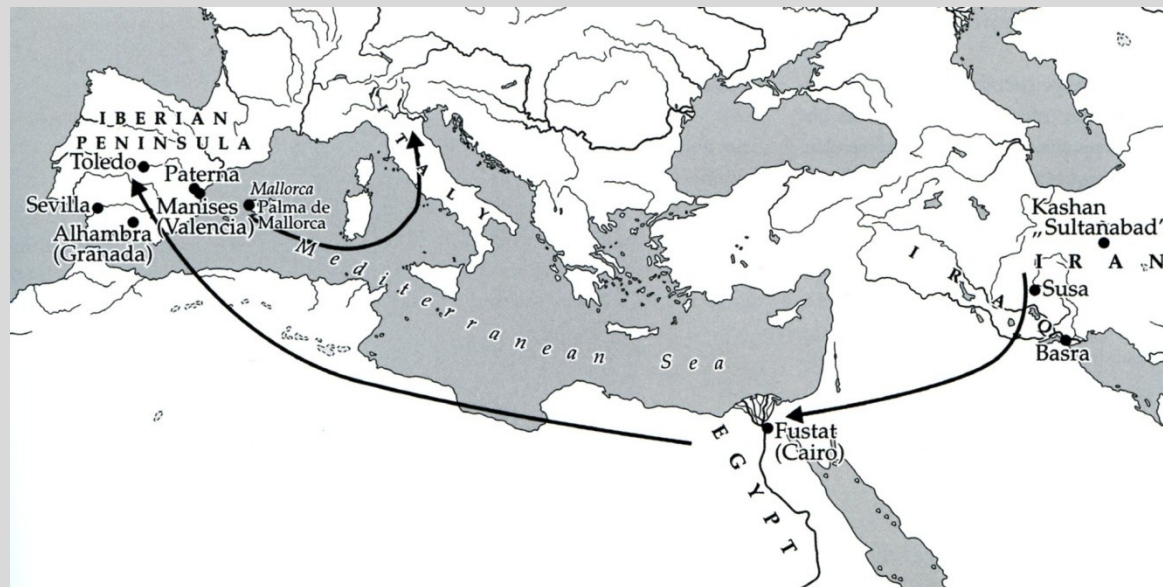 IBERIAN
PENINSULA
Toledo
Paterna
Sevilla
Manises
(Valencia)
Alhambra
(Granada)
Mallorca
Palma de
Mallorca
ITALY
Mediterranean Sea
Kashan
„Sultanabad"
IRAN
IRAQ
Susa
Basra
Fustat
(Cairo)
EGYPT